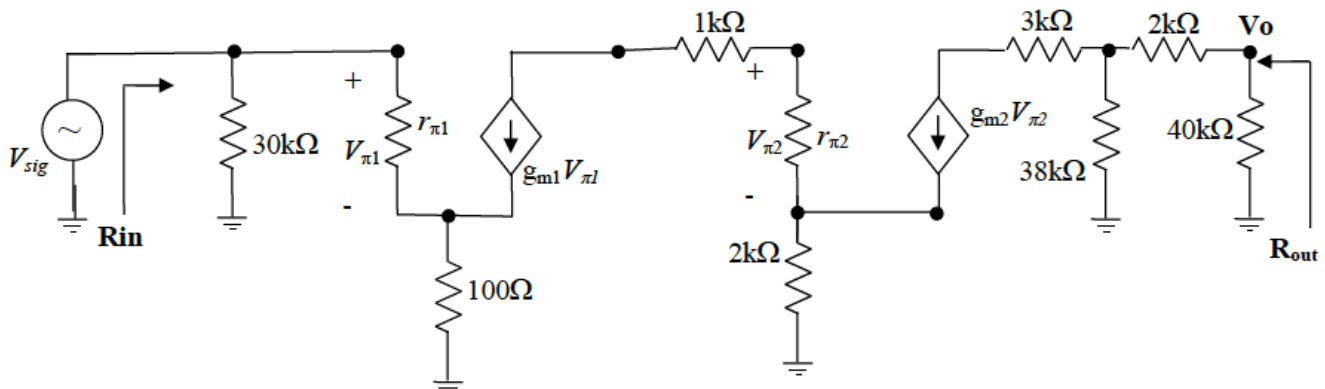 1kΩ
3kΩ
2kΩ
Vo
+
+
rπ1
gm2Vπ2
30kΩ
Vπ1
Vπ2
rπ2
40kΩ
Vsig
gm1Vπ1
38kΩ
-
-
Rin
2kΩ
Rout
100Ω